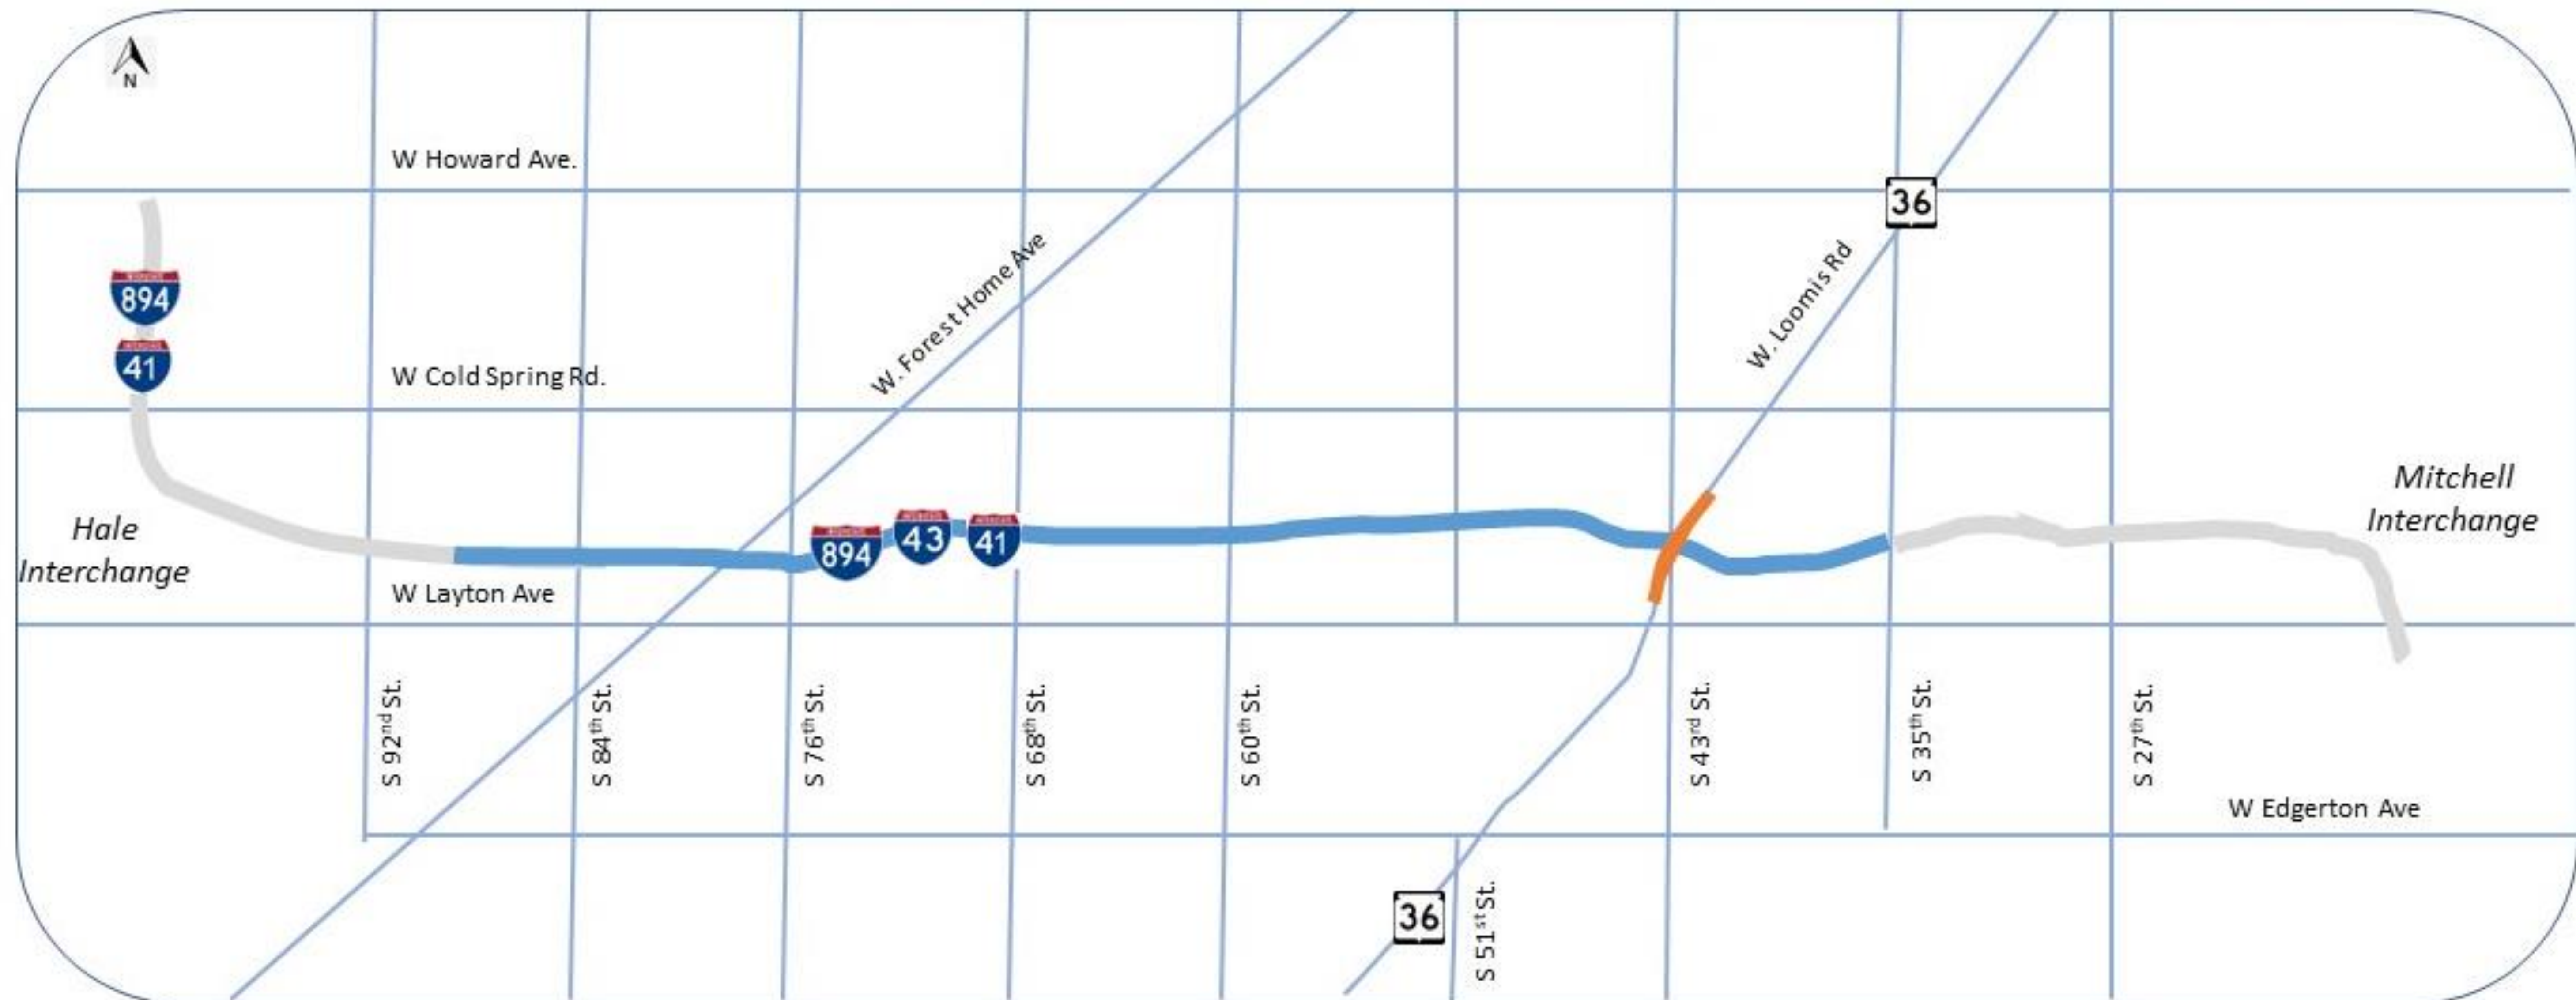 N
W Howard Ave.
36
894
W. Forest Home Ave
W. Loomis Rd
41
W Cold Spring Rd.
Mitchell
Interchange
Hale
Interchange
894
43
41
W Layton Ave
S 92nd St.
S 84th St.
S 76th St.
S 68th St.
S 60th St.
S 43rd St.
S 35th St.
S 27th St.
W Edgerton Ave
36
S 51st St.